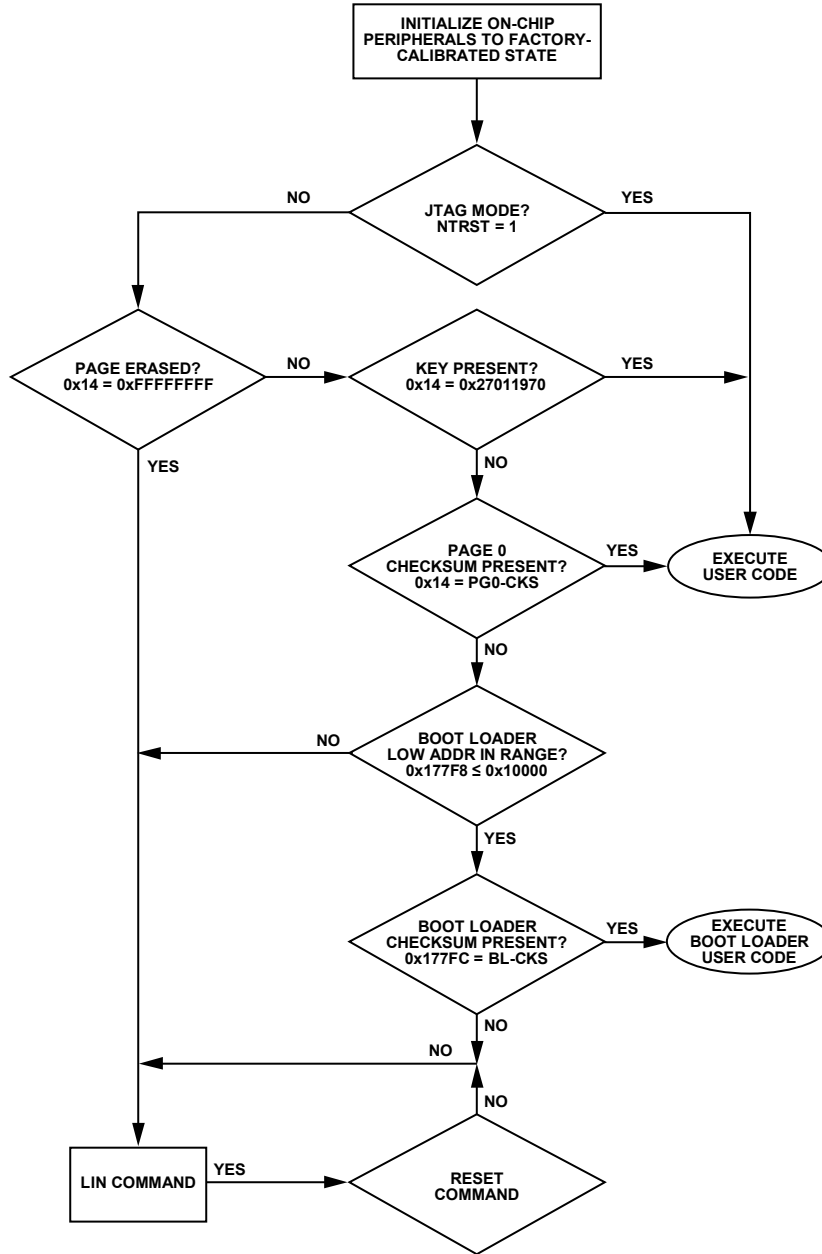 INITIALIZE ON-CHIP
PERIPHERALS TO FACTORY-
CALIBRATED STATE
NO
YES
JTAG MODE?
NTRST = 1
PAGE ERASED?
0x14 = 0xFFFFFFFF
NO
KEY PRESENT?
0x14 = 0x27011970
YES
YES
NO
PAGE 0
CHECKSUM PRESENT?
0x14 = PG0-CKS
YES
EXECUTE
USER CODE
NO
BOOT LOADER
LOW ADDR IN RANGE?
0x177F8 ≤ 0x10000
NO
YES
BOOT LOADER
CHECKSUM PRESENT?
0x177FC = BL-CKS
YES
EXECUTE
BOOT LOADER
USER CODE
NO
NO
NO
LIN COMMAND
YES
RESET
COMMAND